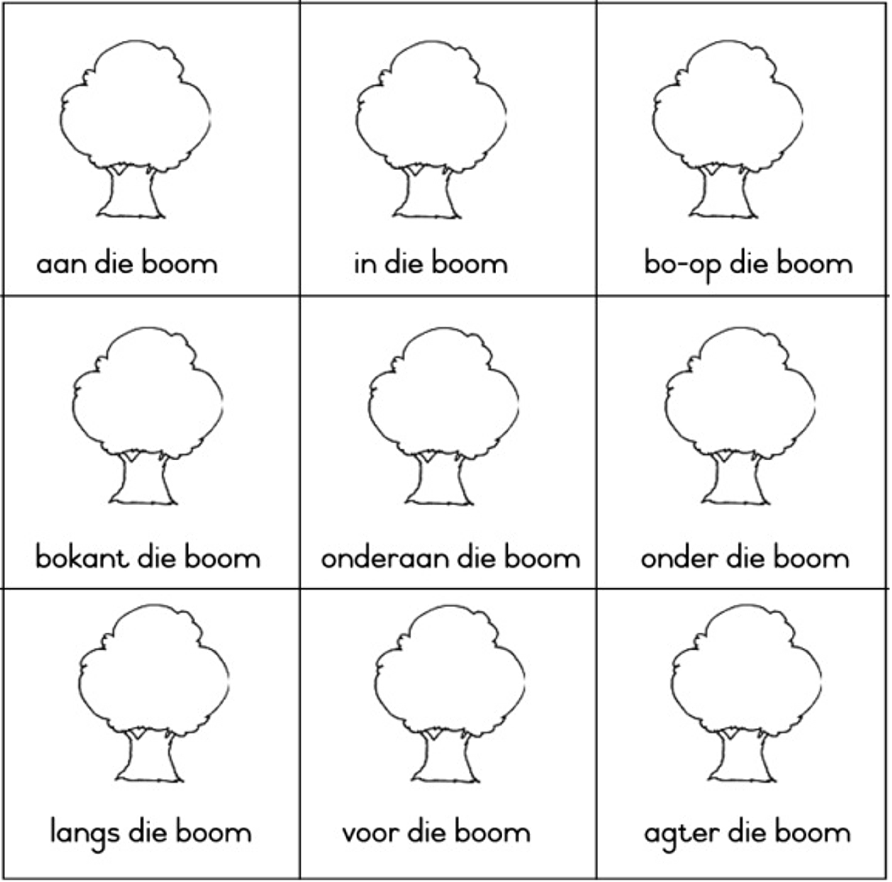 aan die boom
in die boom
bo-op die boom
bokant die boom
onderaan die boom
onder die boom
langs die boom
voor die boom
agter die boom